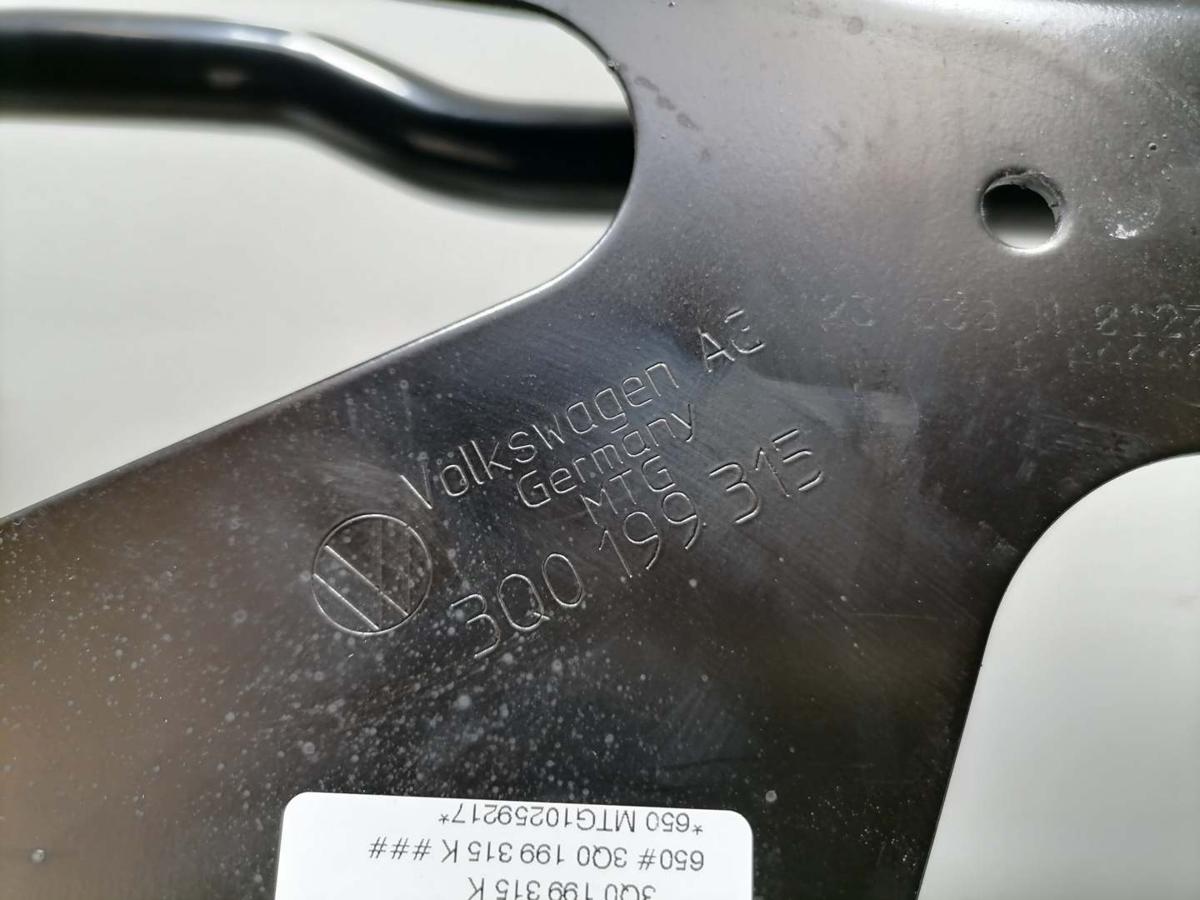 Volkswagen AG
Germany
MTG
3Q0 199 315
3Q0 199 315 K
650# 3Q0 199 315 K ###
*650 MTG10259217*